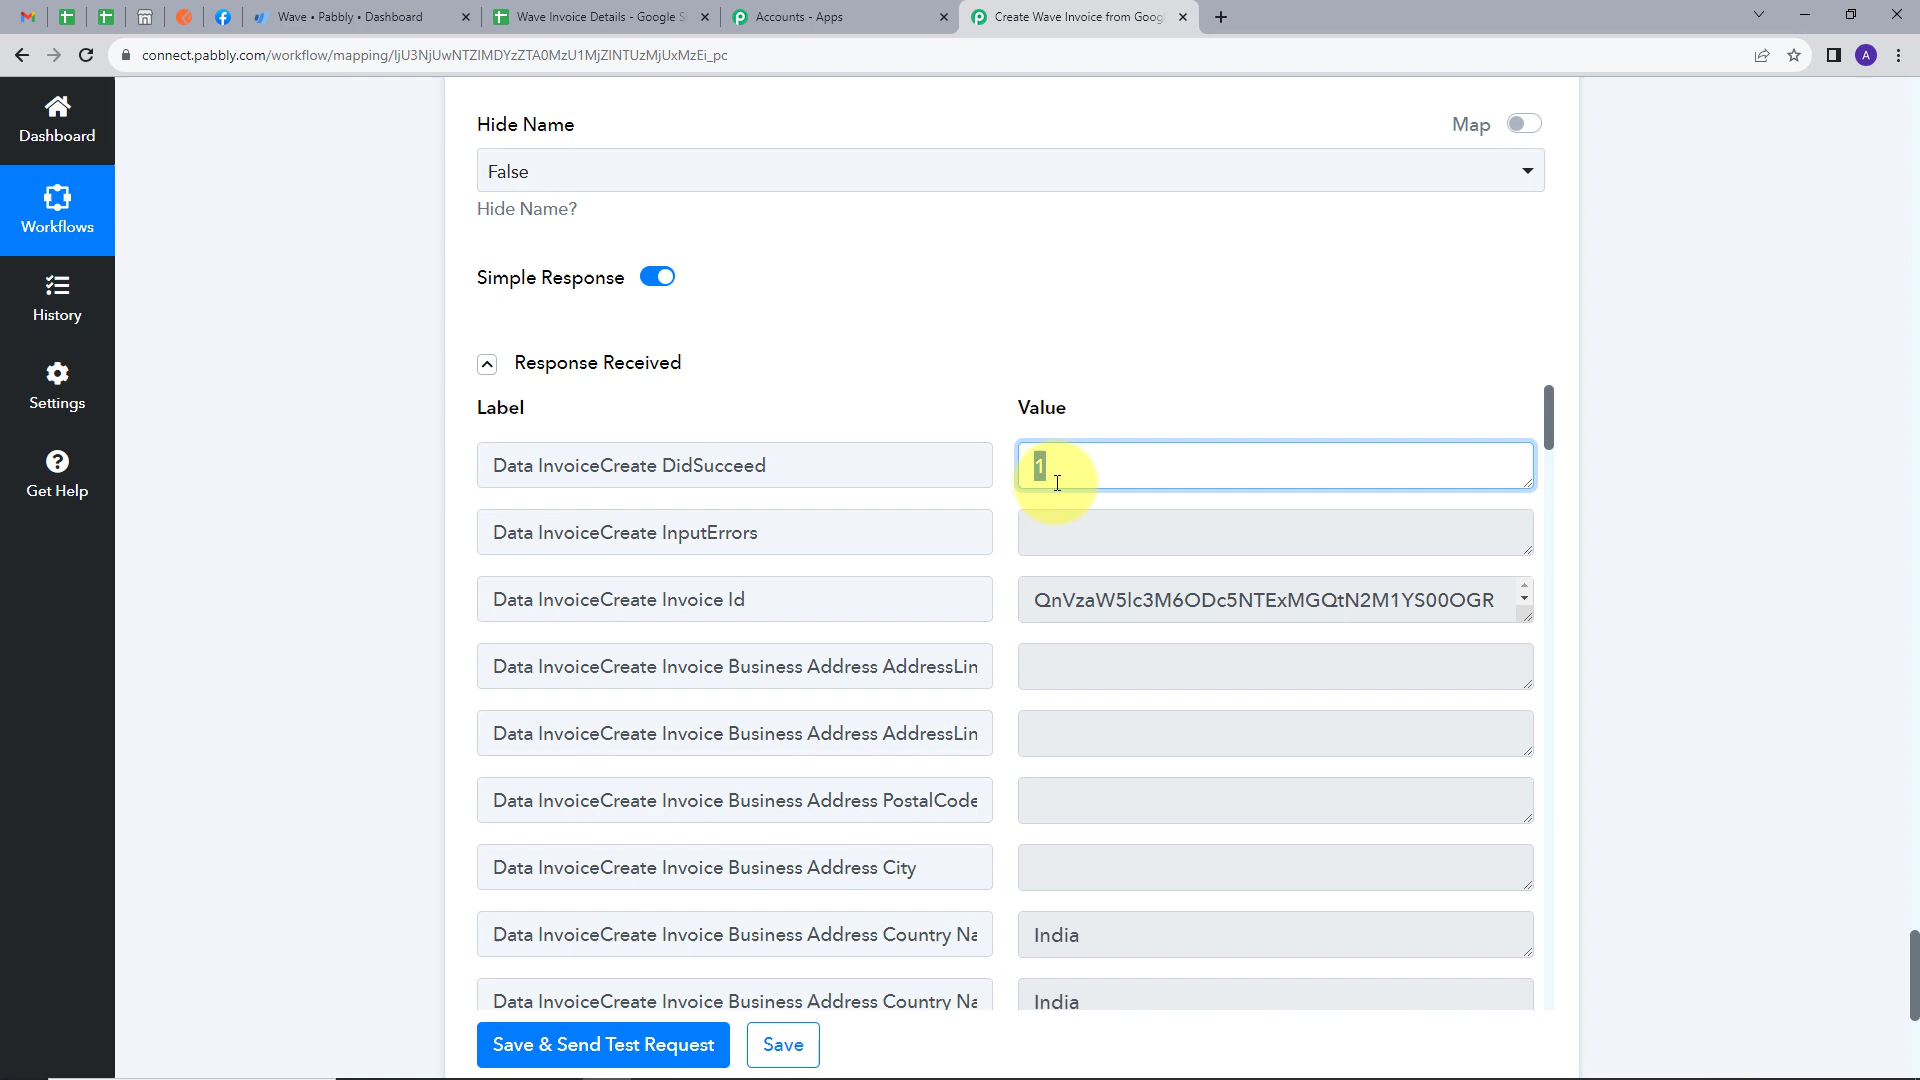 Wave • Pabbly • Dashboard
Wave Invoice Details - Google S
Accounts - Apps
Create Wave Invoice from Goog
connect.pabbly.com/workflow/mapping/IjU3NjUwNTZlMDYzZTA0MzU1MjZlNTUzMjUxMzEi_pc
A
Dashboard
Workflows
History
Settings
Get Help
Hide Name
Map
False
Hide Name?
Simple Response
Response Received
Label
Value
Data InvoiceCreate DidSucceed
1
Data InvoiceCreate InputErrors
Data InvoiceCreate Invoice Id
QnVzaW5lc3M6ODc5NTExMGQtN2M1YS00OGR
Data InvoiceCreate Invoice Business Address AddressLin
Data InvoiceCreate Invoice Business Address AddressLin
Data InvoiceCreate Invoice Business Address PostalCode
Data InvoiceCreate Invoice Business Address City
Data InvoiceCreate Invoice Business Address Country Na
India
Data InvoiceCreate Invoice Business Address Country Na
India
Save & Send Test Request
Save